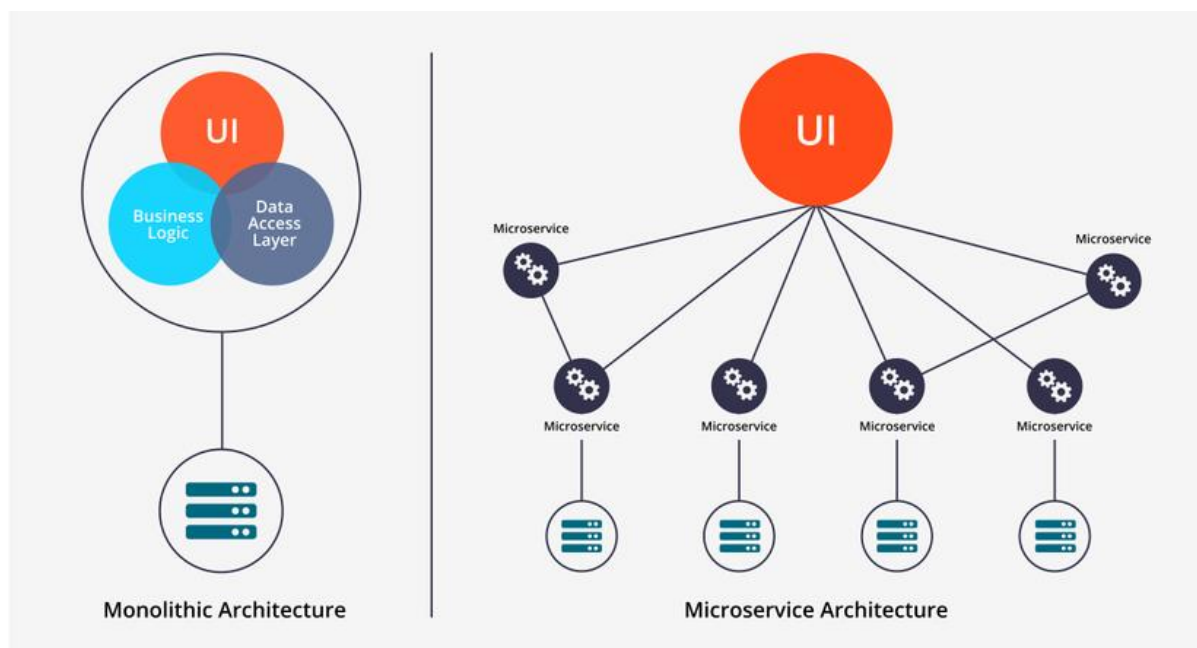 UI
Business
Logic
Data
Access
Layer
Monolithic Architecture
UI
Microservice
Microservice
Microservice
Microservice
Microservice
Microservice
Microservice Architecture